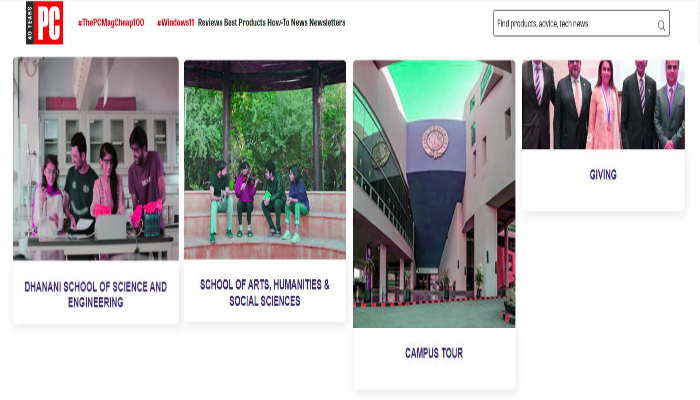 40 YEARS
PC
#ThePCMagCheap100 #Windows11 Reviews Best Products How-To News Newsletters
Find products, advice, tech news
DHANANI SCHOOL OF SCIENCE AND
ENGINEERING
SCHOOL OF ARTS, HUMANITIES &
SOCIAL SCIENCES
CAMPUS TOUR
GIVING